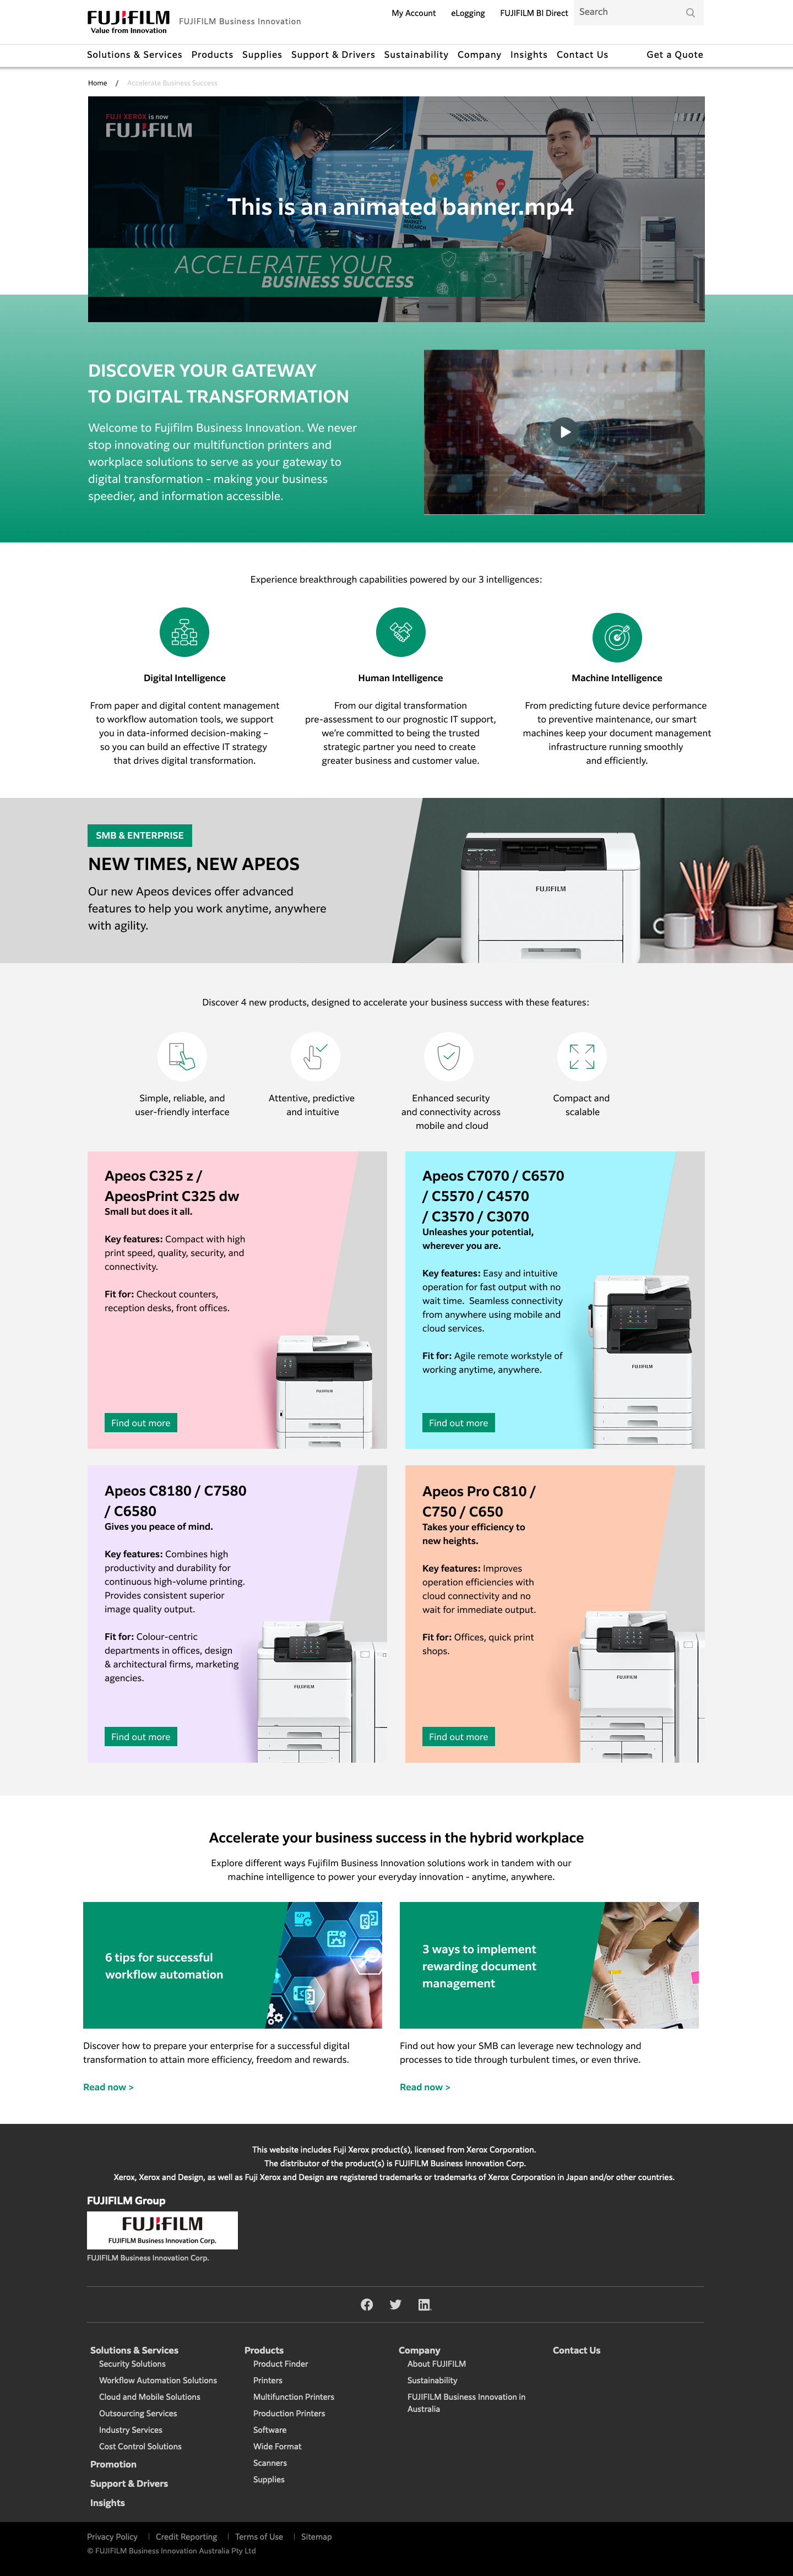 FUJIFILM
Value from Innovation
FUJIFILM Business Innovation
My Account eLogging FUJIFILM BI Direct Search
Solutions & Services Products Supplies Support & Drivers Sustainability Company Insights Contact Us Get a Quote
Home / Accelerate Business Success
FUJI XEROX is now
FUJIFILM
MARKET
RESEARCH
This is an animated banner.mp4
ACCELERATE YOUR
BUSINESS SUCCESS
DISCOVER YOUR GATEWAY
TO DIGITAL TRANSFORMATION
Welcome to Fujifilm Business Innovation. We never
stop innovating our multifunction printers and
workplace solutions to serve as your gateway to
digital transformation - making your business
speedier, and information accessible.
Experience breakthrough capabilities powered by our 3 intelligences:
Digital Intelligence
From paper and digital content management
to workflow automation tools, we support
you in data-informed decision-making –
so you can build an effective IT strategy
that drives digital transformation.
Human Intelligence
From our digital transformation
pre-assessment to our prognostic IT support,
we're committed to being the trusted
strategic partner you need to create
greater business and customer value.
Machine Intelligence
From predicting future device performance
to preventive maintenance, our smart
machines keep your document management
infrastructure running smoothly
and efficiently.
SMB & ENTERPRISE
NEW TIMES, NEW APEOS
Our new Apeos devices offer advanced
features to help you work anytime, anywhere
with agility.
FUJIFILM
Discover 4 new products, designed to accelerate your business success with these features:
Simple, reliable, and
user-friendly interface
Attentive, predictive
and intuitive
Enhanced security
and connectivity across
mobile and cloud
Compact and
scalable
Apeos C325 z /
ApeosPrint C325 dw
Small but does it all.
Key features: Compact with high
print speed, quality, security, and
connectivity.
Fit for: Checkout counters,
reception desks, front offices.
FUJIFILM
Find out more
Apeos C7070 / C6570
/ C5570 / C4570
/ C3570 / C3070
Unleashes your potential,
wherever you are.
Key features: Easy and intuitive
operation for fast output with no
wait time. Seamless connectivity
from anywhere using mobile and
cloud services.
Fit for: Agile remote workstyle of
working anytime, anywhere.
FUJIFILM
Find out more
Apeos C8180 / C7580
/ C6580
Gives you peace of mind.
Key features: Combines high
productivity and durability for
continuous high-volume printing.
Provides consistent superior
image quality output.
Fit for: Colour-centric
departments in offices, design
& architectural firms, marketing
agencies.
FUJIFILM
Find out more
Apeos Pro C810 /
C750 / C650
Takes your efficiency to
new heights.
Key features: Improves
operation efficiencies with
cloud connectivity and no
wait for immediate output.
Fit for: Offices, quick print
shops.
FUJIFILM
Find out more
Accelerate your business success in the hybrid workplace
Explore different ways Fujifilm Business Innovation solutions work in tandem with our
machine intelligence to power your everyday innovation - anytime, anywhere.
6 tips for successful
workflow automation
Discover how to prepare your enterprise for a successful digital
transformation to attain more efficiency, freedom and rewards.
Read now >
3 ways to implement
rewarding document
management
Find out how your SMB can leverage new technology and
processes to tide through turbulent times, or even thrive.
Read now >
This website includes Fuji Xerox product(s), licensed from Xerox Corporation.
The distributor of the product(s) is FUJIFILM Business Innovation Corp.
Xerox, Xerox and Design, as well as Fuji Xerox and Design are registered trademarks or trademarks of Xerox Corporation in Japan and/or other countries.
FUJIFILM Group
FUJIFILM
FUJIFILM Business Innovation Corp.
FUJIFILM Business Innovation Corp.
Solutions & Services
Security Solutions
Workflow Automation Solutions
Cloud and Mobile Solutions
Outsourcing Services
Industry Services
Cost Control Solutions
Promotion
Support & Drivers
Insights
Products
Product Finder
Printers
Multifunction Printers
Production Printers
Software
Wide Format
Scanners
Supplies
Company
About FUJIFILM
Sustainability
FUJIFILM Business Innovation in
Australia
Contact Us
Privacy Policy | Credit Reporting | Terms of Use | Sitemap
© FUJIFILM Business Innovation Australia Pty Ltd